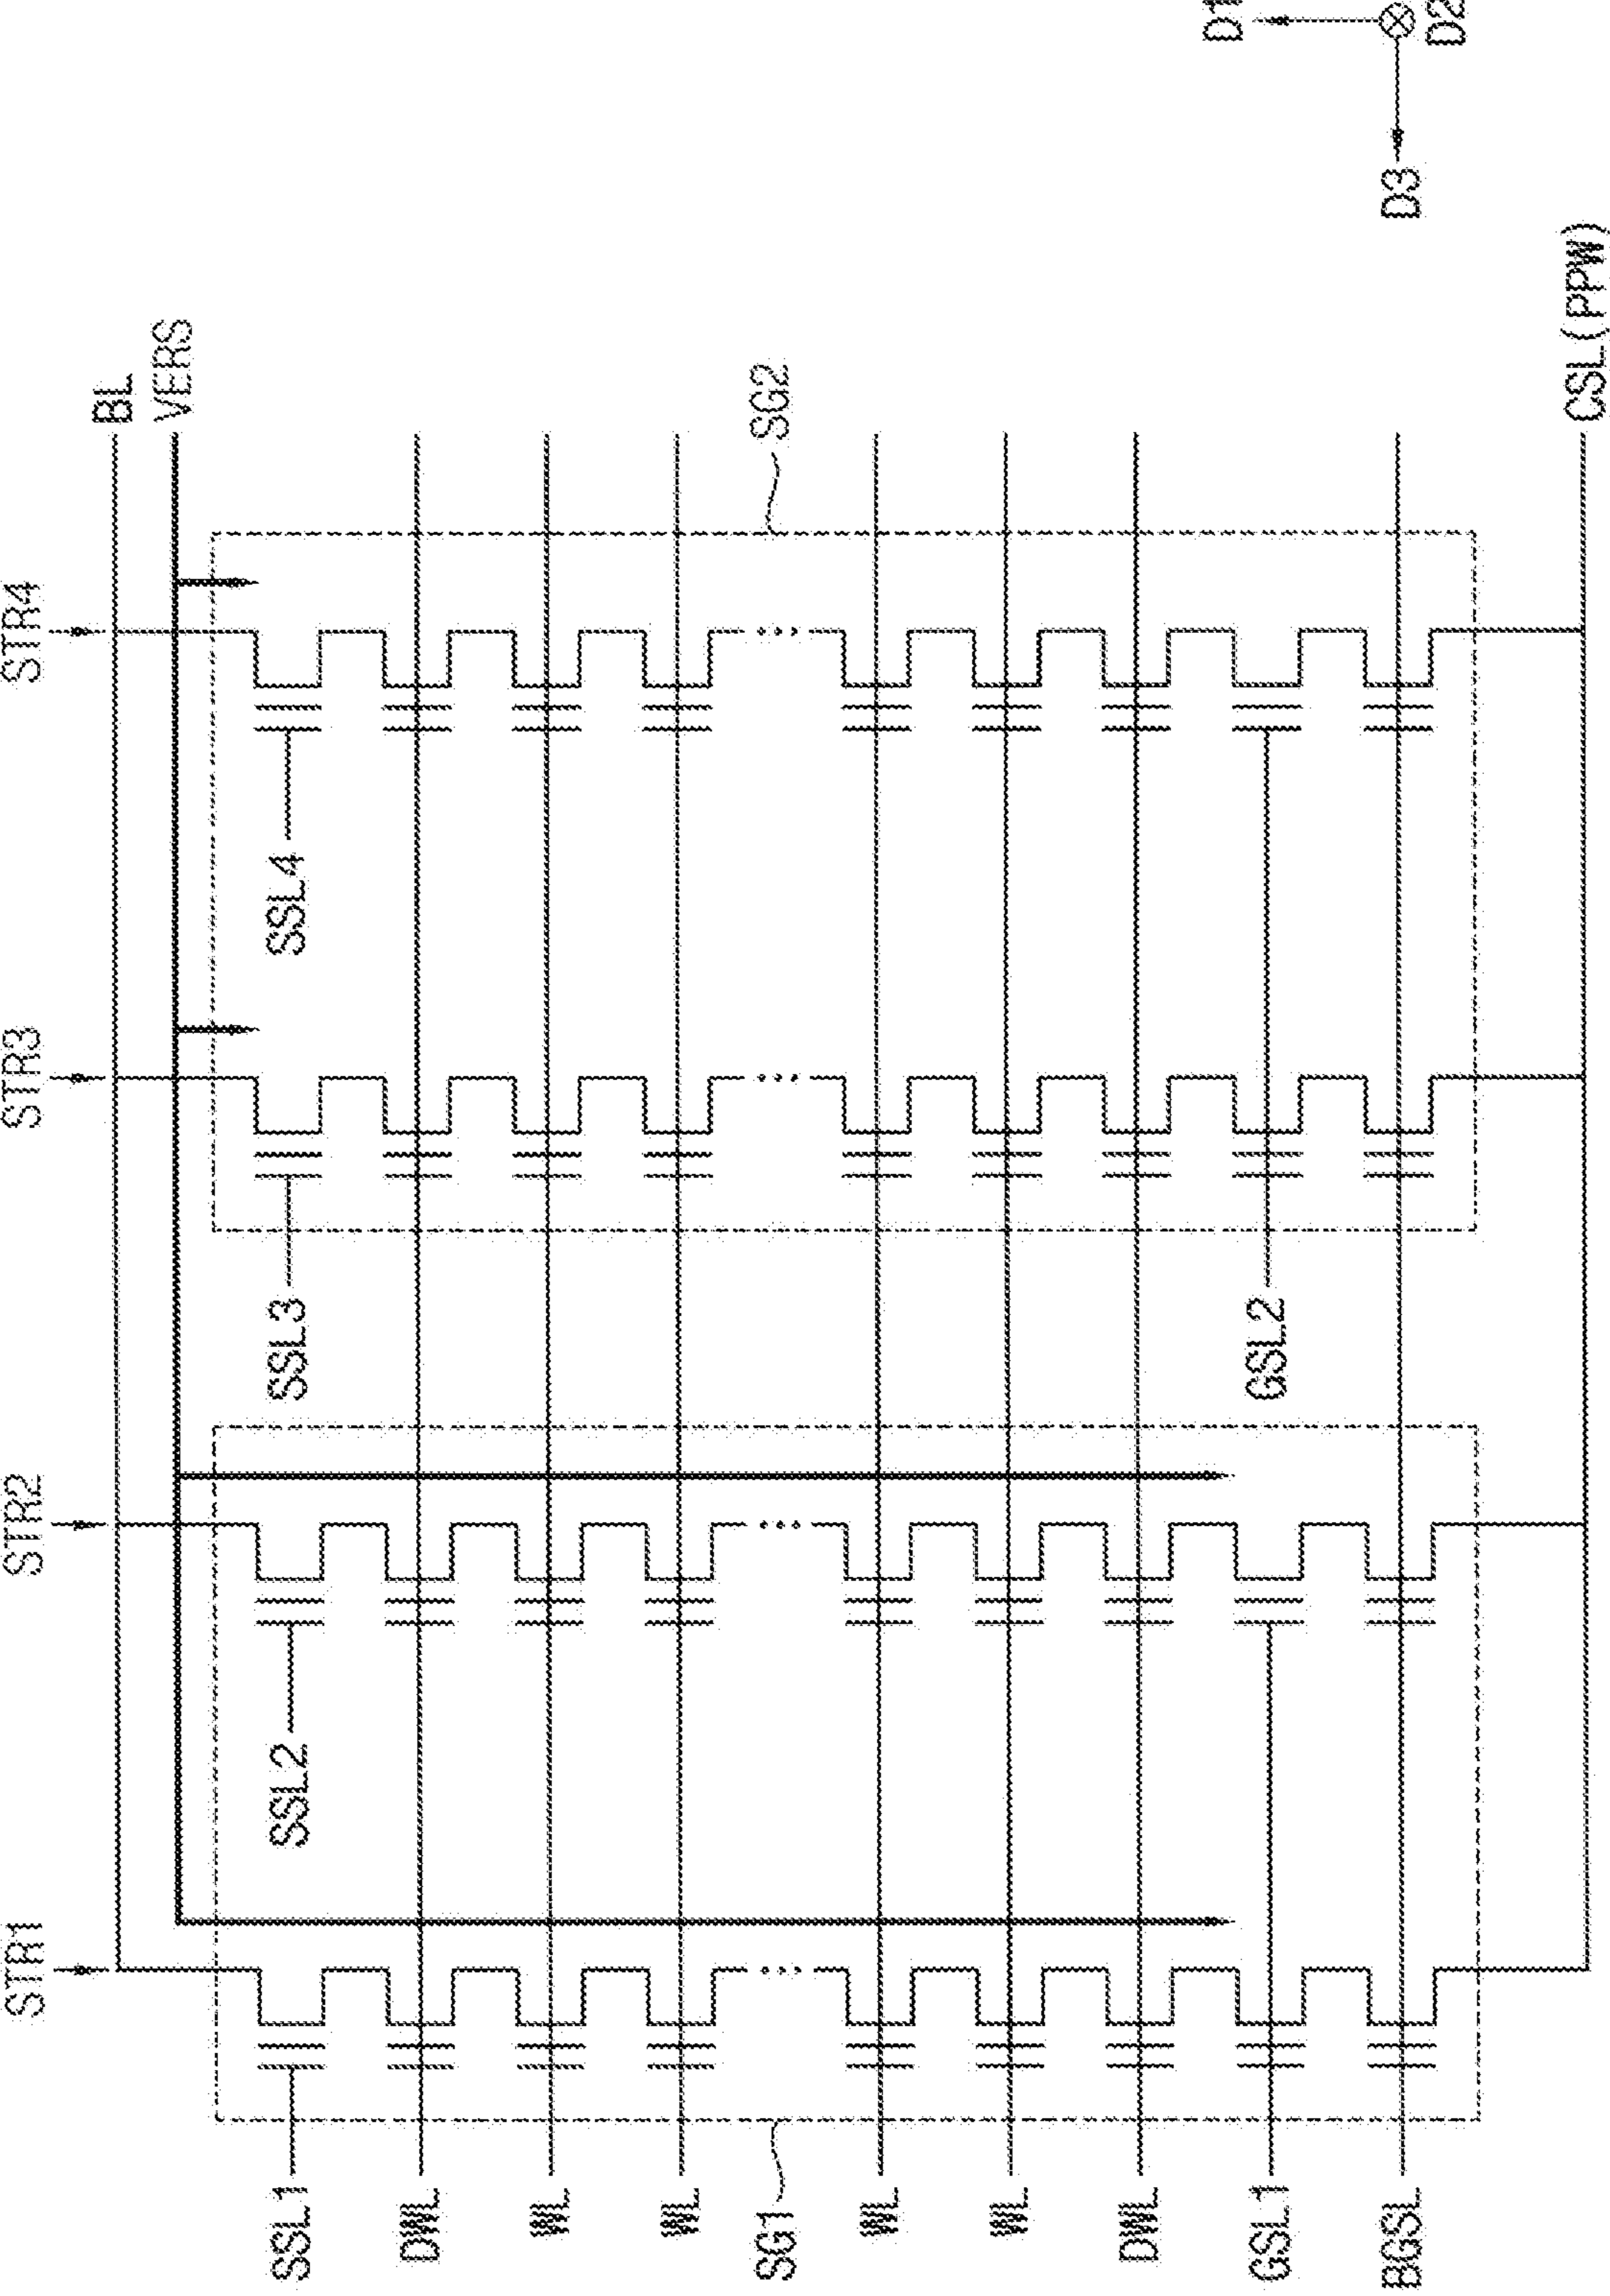 STR1
STR2
STR3
STR4
BL
VERS
SSL1
SSL2
SSL3
SSL4
DWL
WL
WL
SG1
SG2
WL
WL
DWL
GSL1
GSL2
BGSL
CSL(PPW)
D1
D2
D3